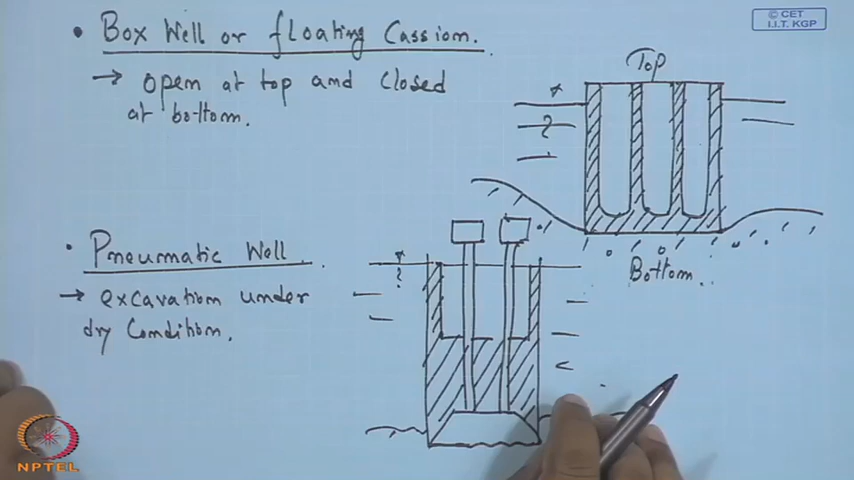 • Box Well or floating Cassion.
→ open at top and closed
at bottom.
Top
Bottom.
• Pneumatic Well
→ excavation under
dry Condition.
© CET
I.I.T. KGP
NPTEL